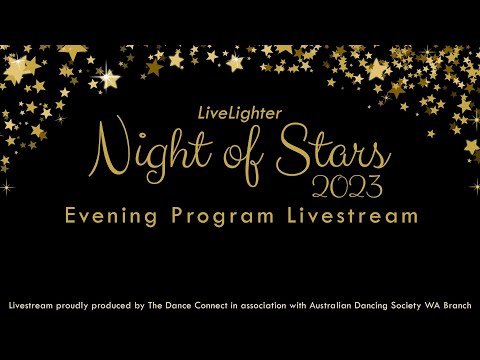 LiveLighter
Night of Stars
2023
Evening Program Livestream
Livestream proudly produced by The Dance Connect in association with Australian Dancing Society WA Branch